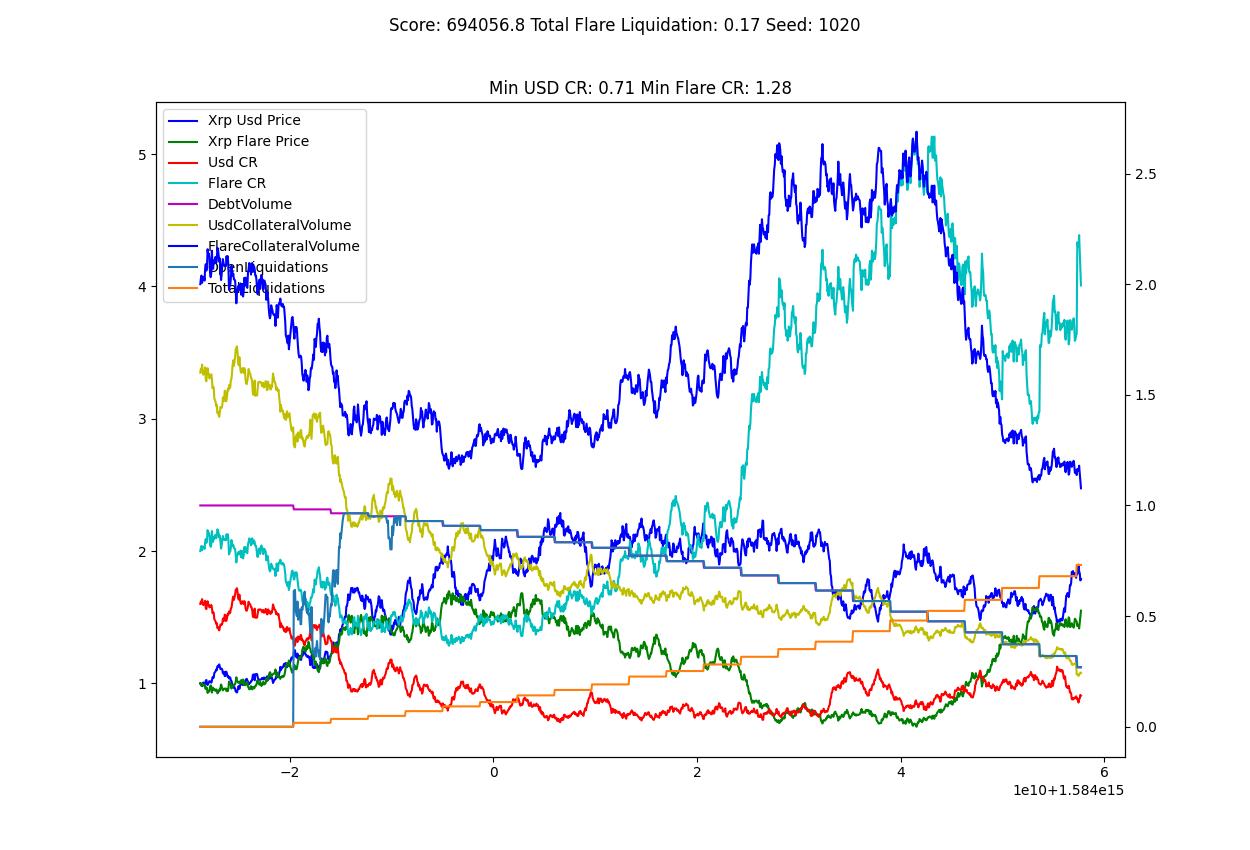 Score: 694056.8 Total Flare Liquidation: 0.17 Seed: 1020
Min USD CR: 0.71 Min Flare CR: 1.28
Xrp Usd Price
Xrp Flare Price
Usd CR
Flare CR
DebtVolume
UsdCollateralVolume
FlareCollateralVolume
OpenLiquidations
TotalLiquidations
5
4
3
2
1
2.5
2.0
1.5
1.0
0.5
0.0
−2
0
2
4
6
1e10+1.584e15